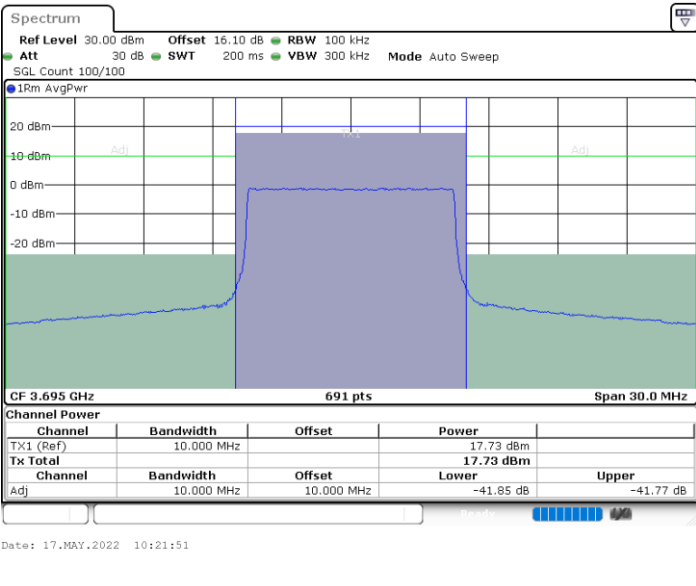 Spectrum
Ref Level 30.00 dBm Offset 16.10 dB RBW 100 kHz
Att 30 dB SWT 200 ms VBW 300 kHz Mode Auto Sweep
SGL Count 100/100
1Rm AvgPwr
20 dBm
TX1
Adj
Adj
10 dBm
0 dBm
-10 dBm
-20 dBm
CF 3.695 GHz 691 pts Span 30.0 MHz
Channel Power
Channel Bandwidth Offset Power
TX1 (Ref) 10.000 MHz 17.73 dBm
Tx Total 17.73 dBm
Channel Bandwidth Offset Lower Upper
Adj 10.000 MHz 10.000 MHz -41.85 dB -41.77 dB
Ready
Date: 17.MAY.2022 10:21:51